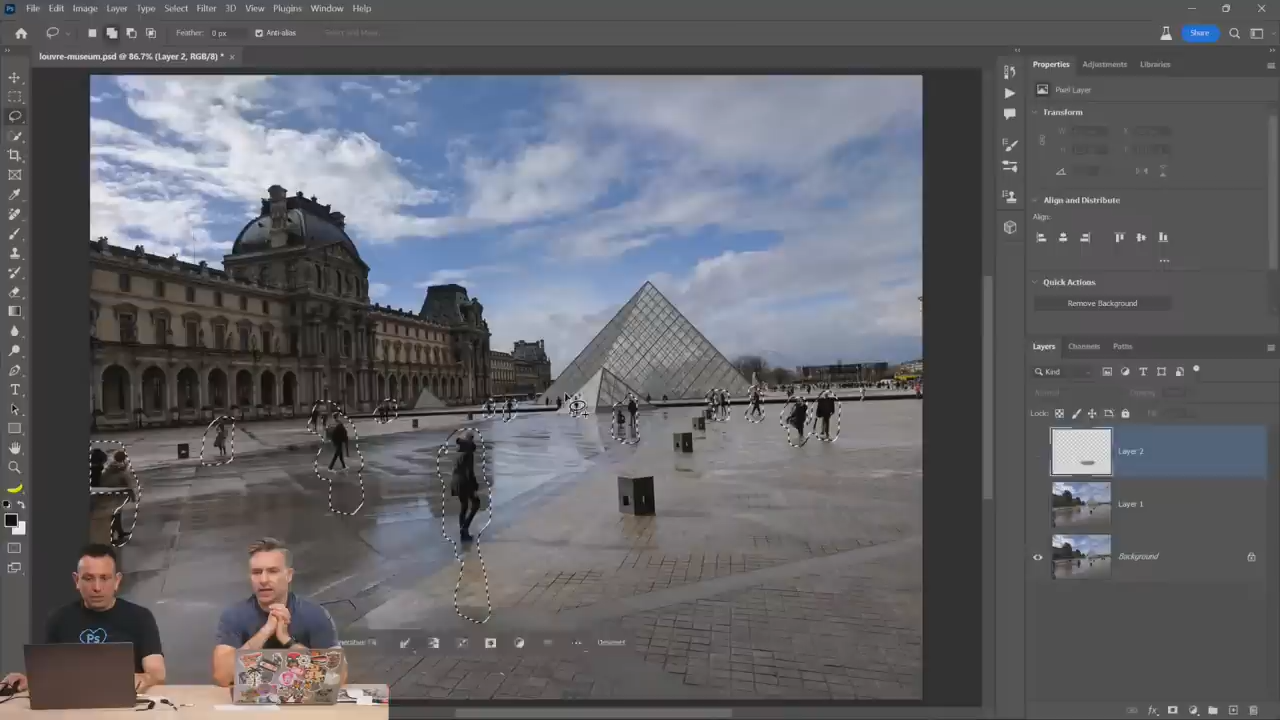 Ps File Edit Image Layer Type Select Filter 3D View Plugins Window Help
Feather: 0 px Anti-alias Share
louvre-museum.psd @ 86.7% (Layer 2, RGB/8) *
Properties Adjustments Libraries
Pixel Layer
Transform
Align and Distribute
Align:
Quick Actions
Remove Background
Layers Channels Paths
Kind
Lock:
Layer 2
Layer 1
Background
Deselect
Ps